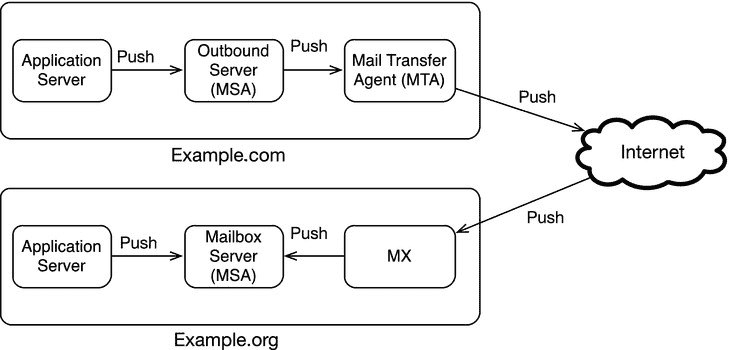 Application
Server
Push
Outbound
Server
(MSA)
Push
Mail Transfer
Agent (MTA)
Push
Example.com
Internet
Application
Server
Push
Mailbox
Server
(MSA)
Push
MX
Push
Example.org